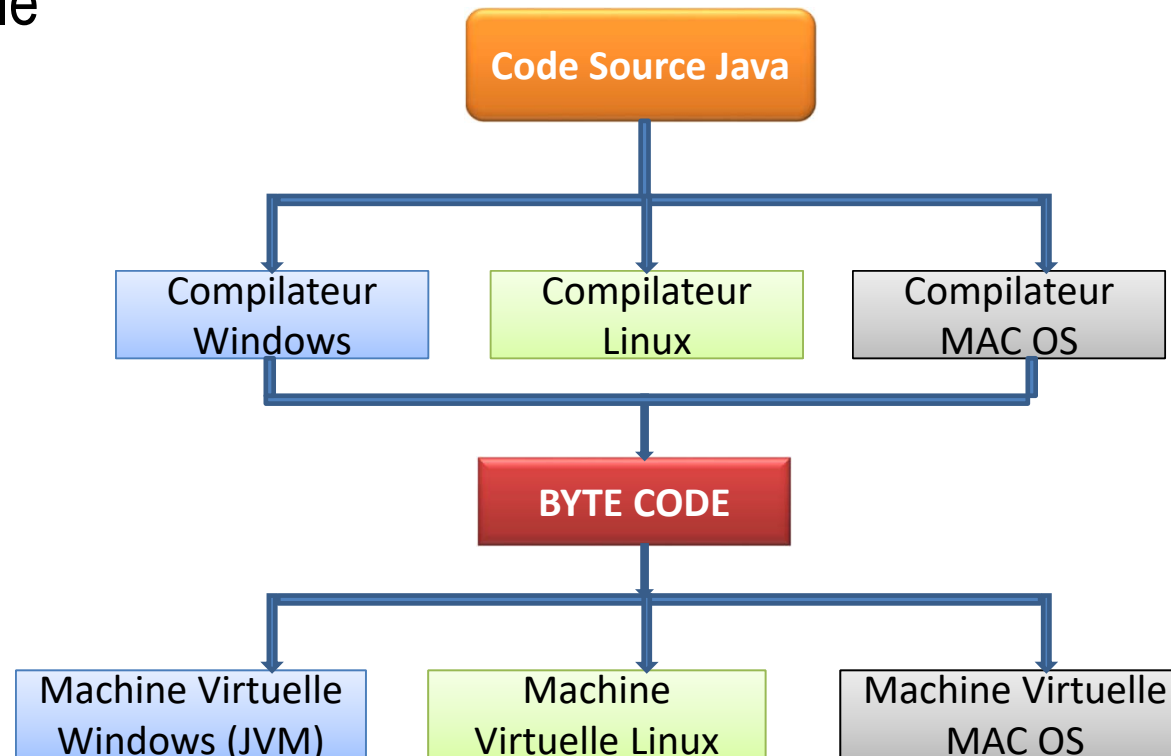 Code Source Java
Compilateur
Windows
Compilateur
Linux
Compilateur
MAC OS
BYTE CODE
Machine Virtuelle
Windows (JVM)
Machine
Virtuelle Linux
Machine Virtuelle
MAC OS